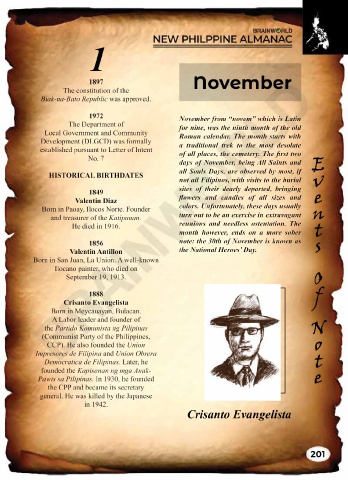 BRAINWORLD
NEW PHILPPINE ALMANAC
1
1897
The constitution of the
Biak-na-Bato Republic was approved.
1972
The Department of
Local Government and Community
Development (DLGCD) was formally
established pursuant to Letter of Intent
No. 7
HISTORICAL BIRTHDATES
1849
Valentin Diaz
Born in Paoay, Ilocos Norte. Founder
and treasurer of the Katipunan.
He died in 1916.
1856
Valentin Antillon
Born in San Juan, La Union. A well-known
Ilocano painter, who died on
September 19, 1913.
1888
Crisanto Evangelista
Born in Meycauayan, Bulacan.
A Labor leader and founder of
the Partido Komunista ng Pilipinas
(Communist Party of the Philippines,
CCP). He also founded the Union
Impresores de Filipina and Union Obrera
Democratica de Filipinas. Later, he
founded the Kapisanan ng mga Anak-
Pawis sa Pilipinas. in 1930, he founded
the CPP and became its secretary
general. He was killed by the Japanese
in 1942.
November
November from “novem” which is Latin
for nine, was the ninth month of the old
Roman calendar. The month starts with
a traditional trek to the most desolate
of all places, the cemetery. The first two
days of November, being All Saints and
all Souls Days, are observed by most, if
not all Filipinos, with visits to the burial
sites of their dearly deported, bringing
flowers and candles of all sizes and
colors. Unfortunately, these days usually
turn out to be an exercise in extravagant
reunions and needless ostentation. The
month however, ends on a more sober
note: the 30th of November is known as
the National Heroes’ Day.
Events Of Note
Crisanto Evangelista
201